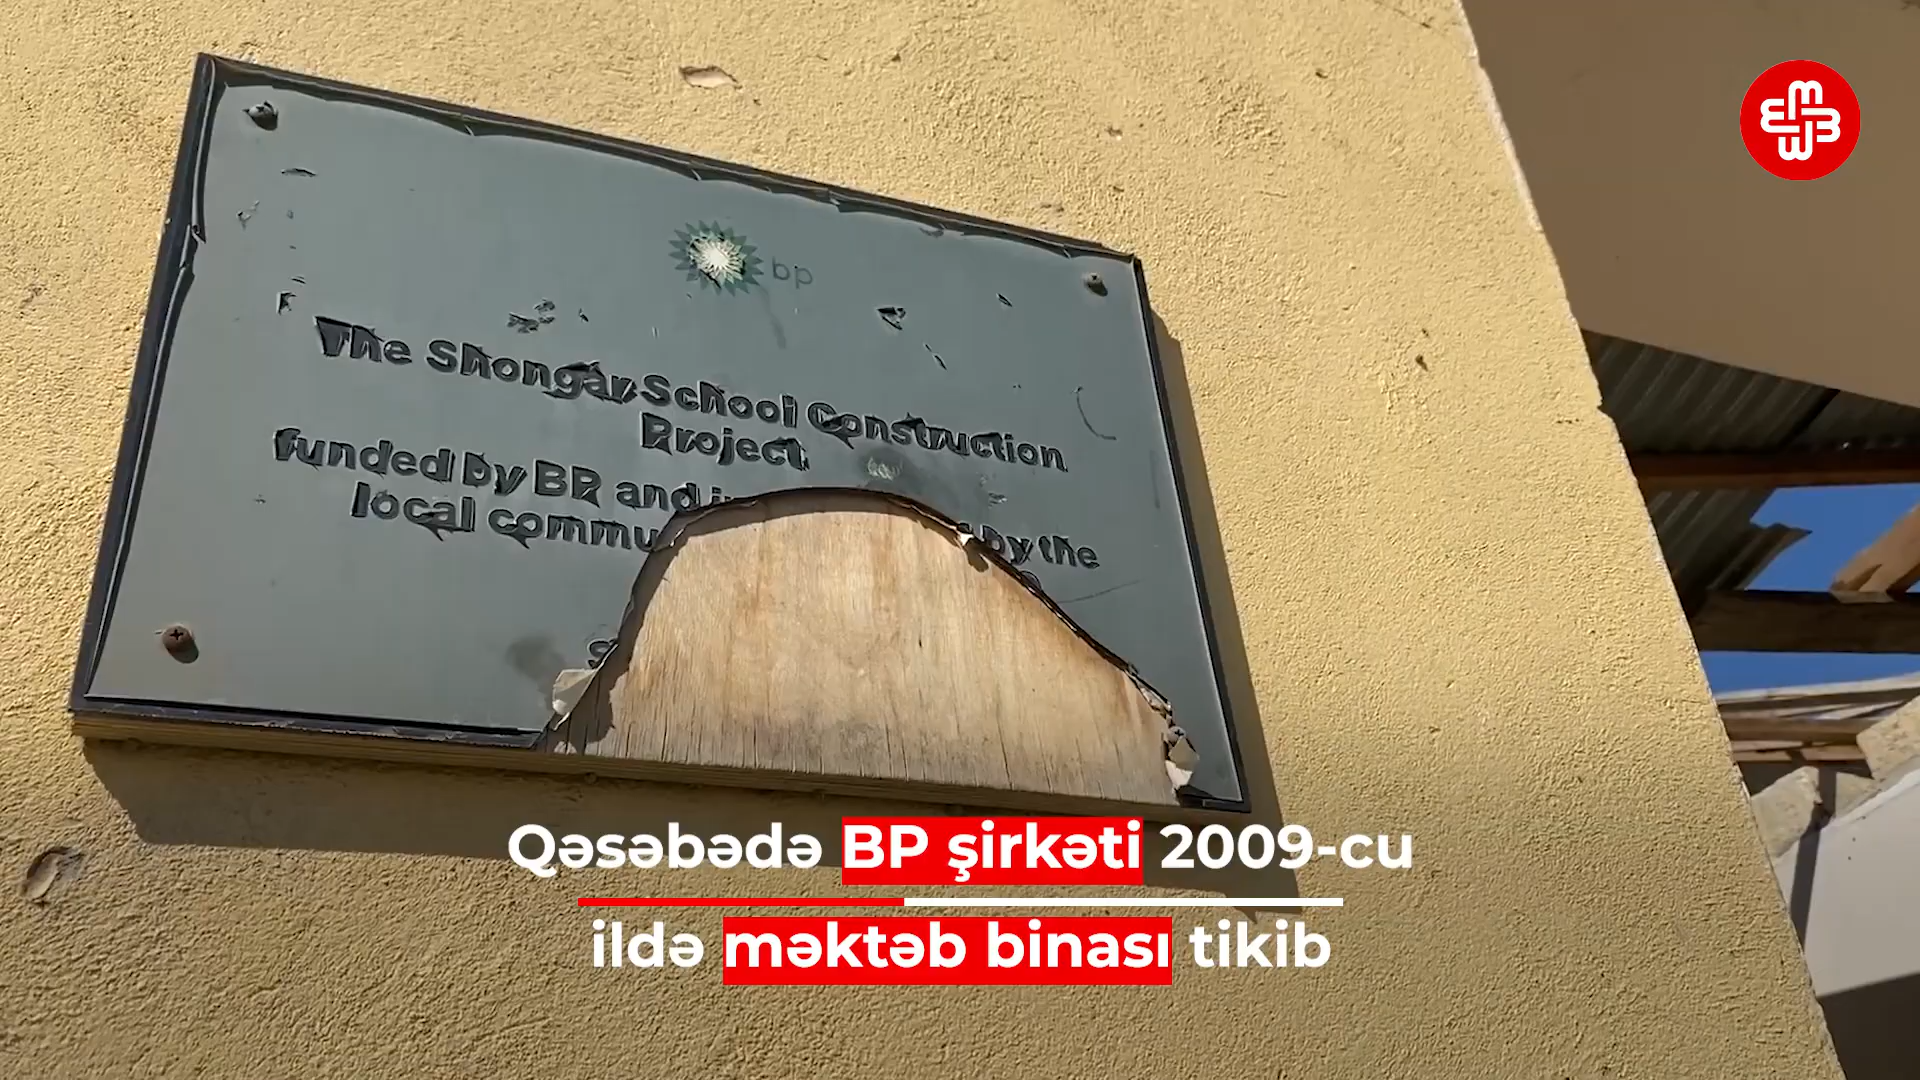 bp
The Shongar School Construction
Project
funded by BP and by the
local
Qəsəbədə BP şirkəti 2009-cu
ildə məktəb binası tikib